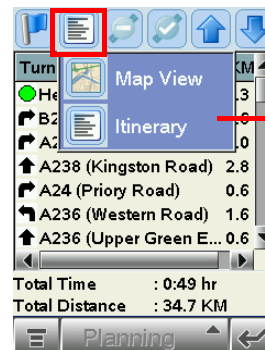 Turn KM
Map View
He .3
B2 .6
Itinerary
A2 .0
A238 (Kingston Road) 2.8
A24 (Priory Road) 0.6
A236 (Western Road) 1.6
A236 (Upper Green E... 0.6
Total Time : 0:49 hr
Total Distance : 34.7 KM
Planning